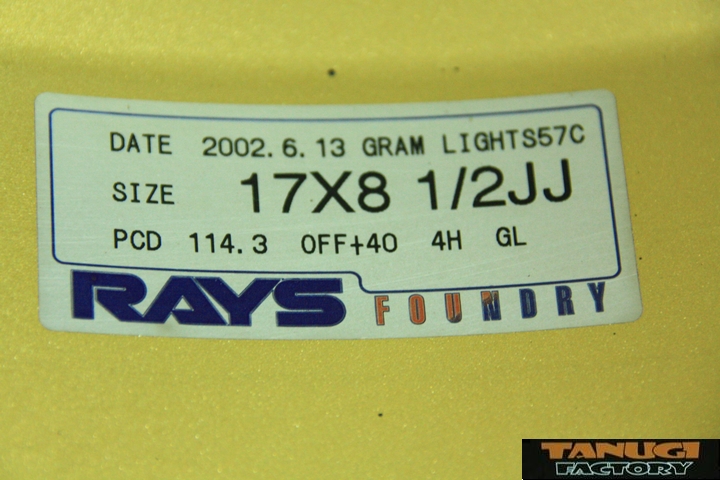 DATE 2002.6.13 GRAM LIGHTS57C
SIZE 17X8 1/2JJ
PCD 114.3 OFF+40 4H GL
RAYS FOUNDRY
TANUGI
FACTORY